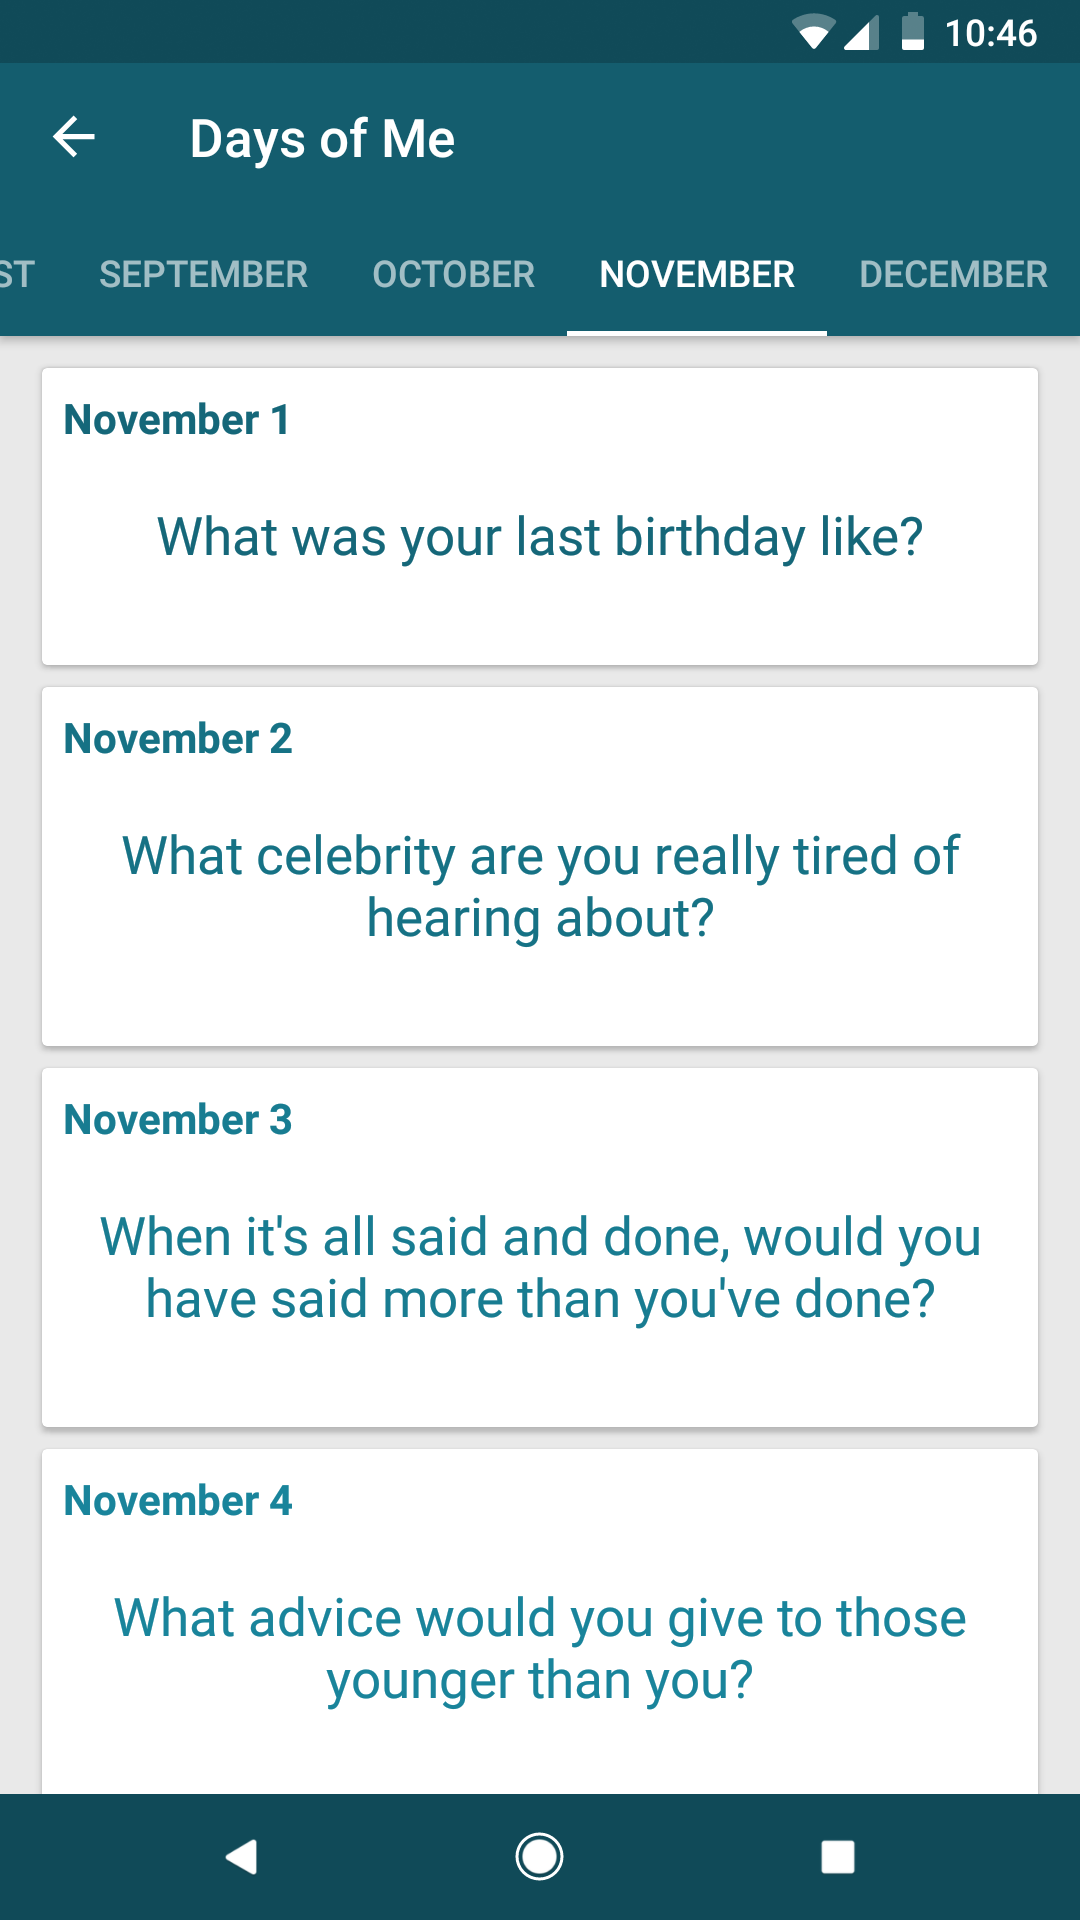 10:46
Days of Me
ST SEPTEMBER OCTOBER NOVEMBER DECEMBER
November 1
What was your last birthday like?
November 2
What celebrity are you really tired of
hearing about?
November 3
When it's all said and done, would you
have said more than you've done?
November 4
What advice would you give to those
younger than you?